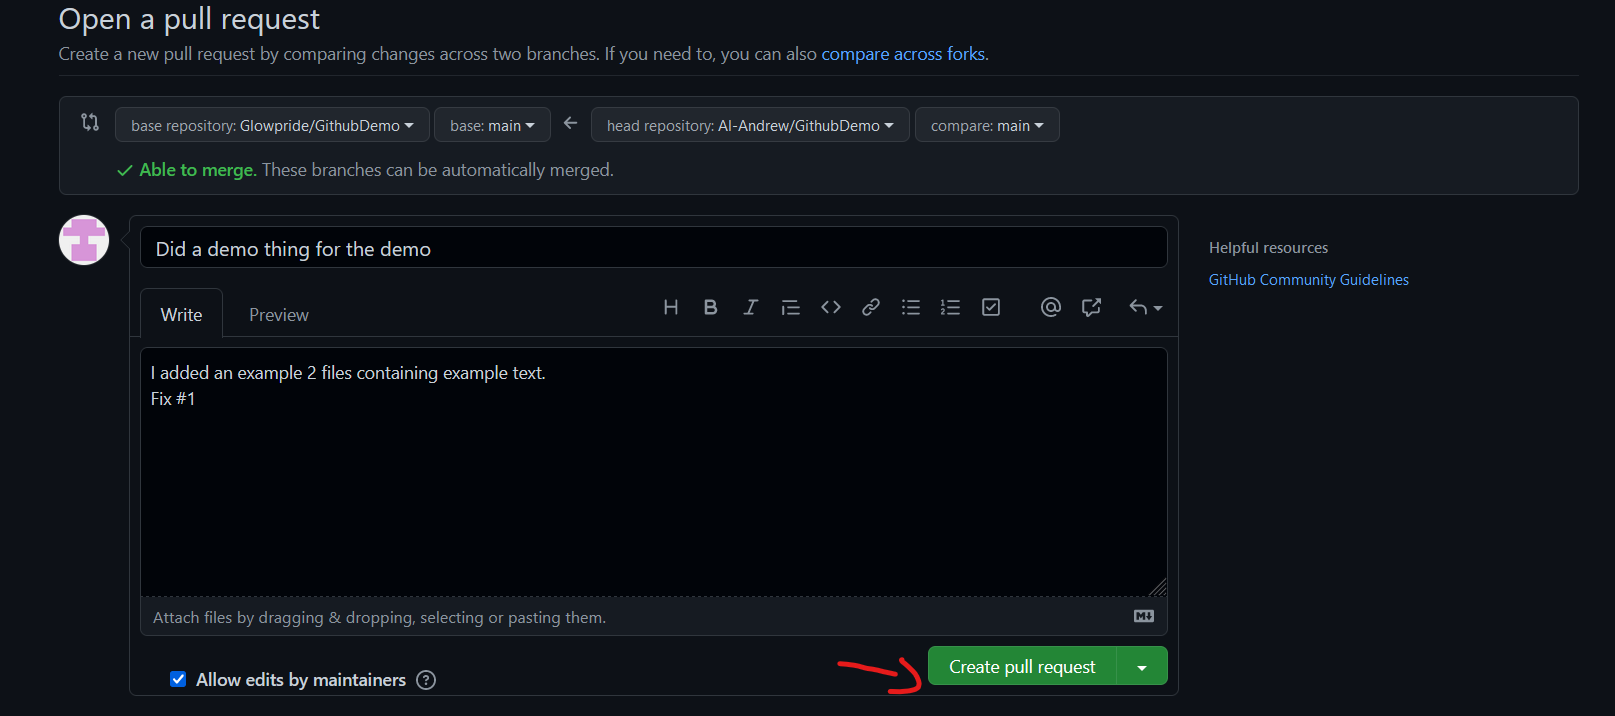 Open a pull request
Create a new pull request by comparing changes across two branches. If you need to, you can also compare across forks.
base repository: Glowpride/GithubDemo base: main head repository: AI-Andrew/GithubDemo compare: main
Able to merge. These branches can be automatically merged.
Did a demo thing for the demo
Helpful resources
GitHub Community Guidelines
Write Preview
I added an example 2 files containing example text.
Fix #1
Attach files by dragging & dropping, selecting or pasting them.
Create pull request
Allow edits by maintainers